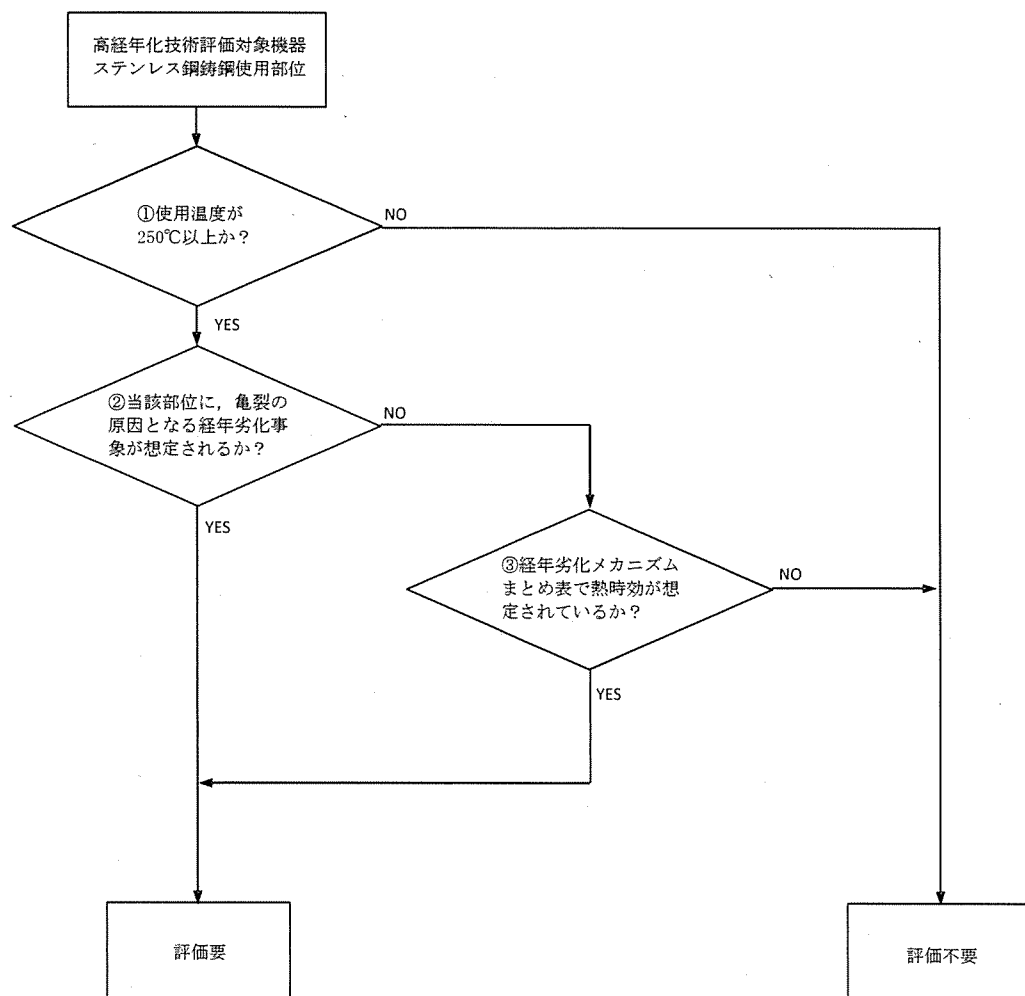 高経年化技術評価対象機器
ステンレス鋼鋳鋼使用部位
①使用温度が
250℃以上か？
NO
YES
②当該部位に，亀裂の
原因となる経年劣化事
象が想定されるか？
NO
YES
③経年劣化メカニズム
まとめ表で熱時効が想
定されているか？
NO
YES
評価要
評価不要